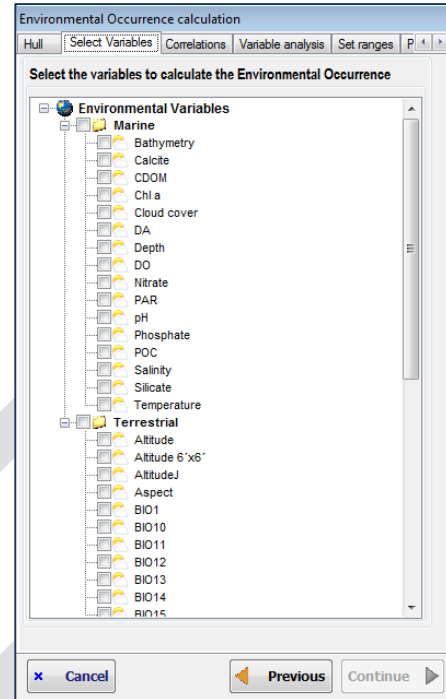 Environmental Occurrence calculation
Hull Select Variables Correlations Variable analysis Set ranges P
Select the variables to calculate the Environmental Occurrence
Environmental Variables
Marine
Bathymetry
Calcite
CDOM
Chl a
Cloud cover
DA
Depth
DO
Nitrate
PAR
pH
Phosphate
POC
Salinity
Silicate
Temperature
Terrestrial
Altitude
Altitude 6´x6´
AltitudeJ
Aspect
BIO1
BIO10
BIO11
BIO12
BIO13
BIO14
BIO15
Cancel Previous Continue